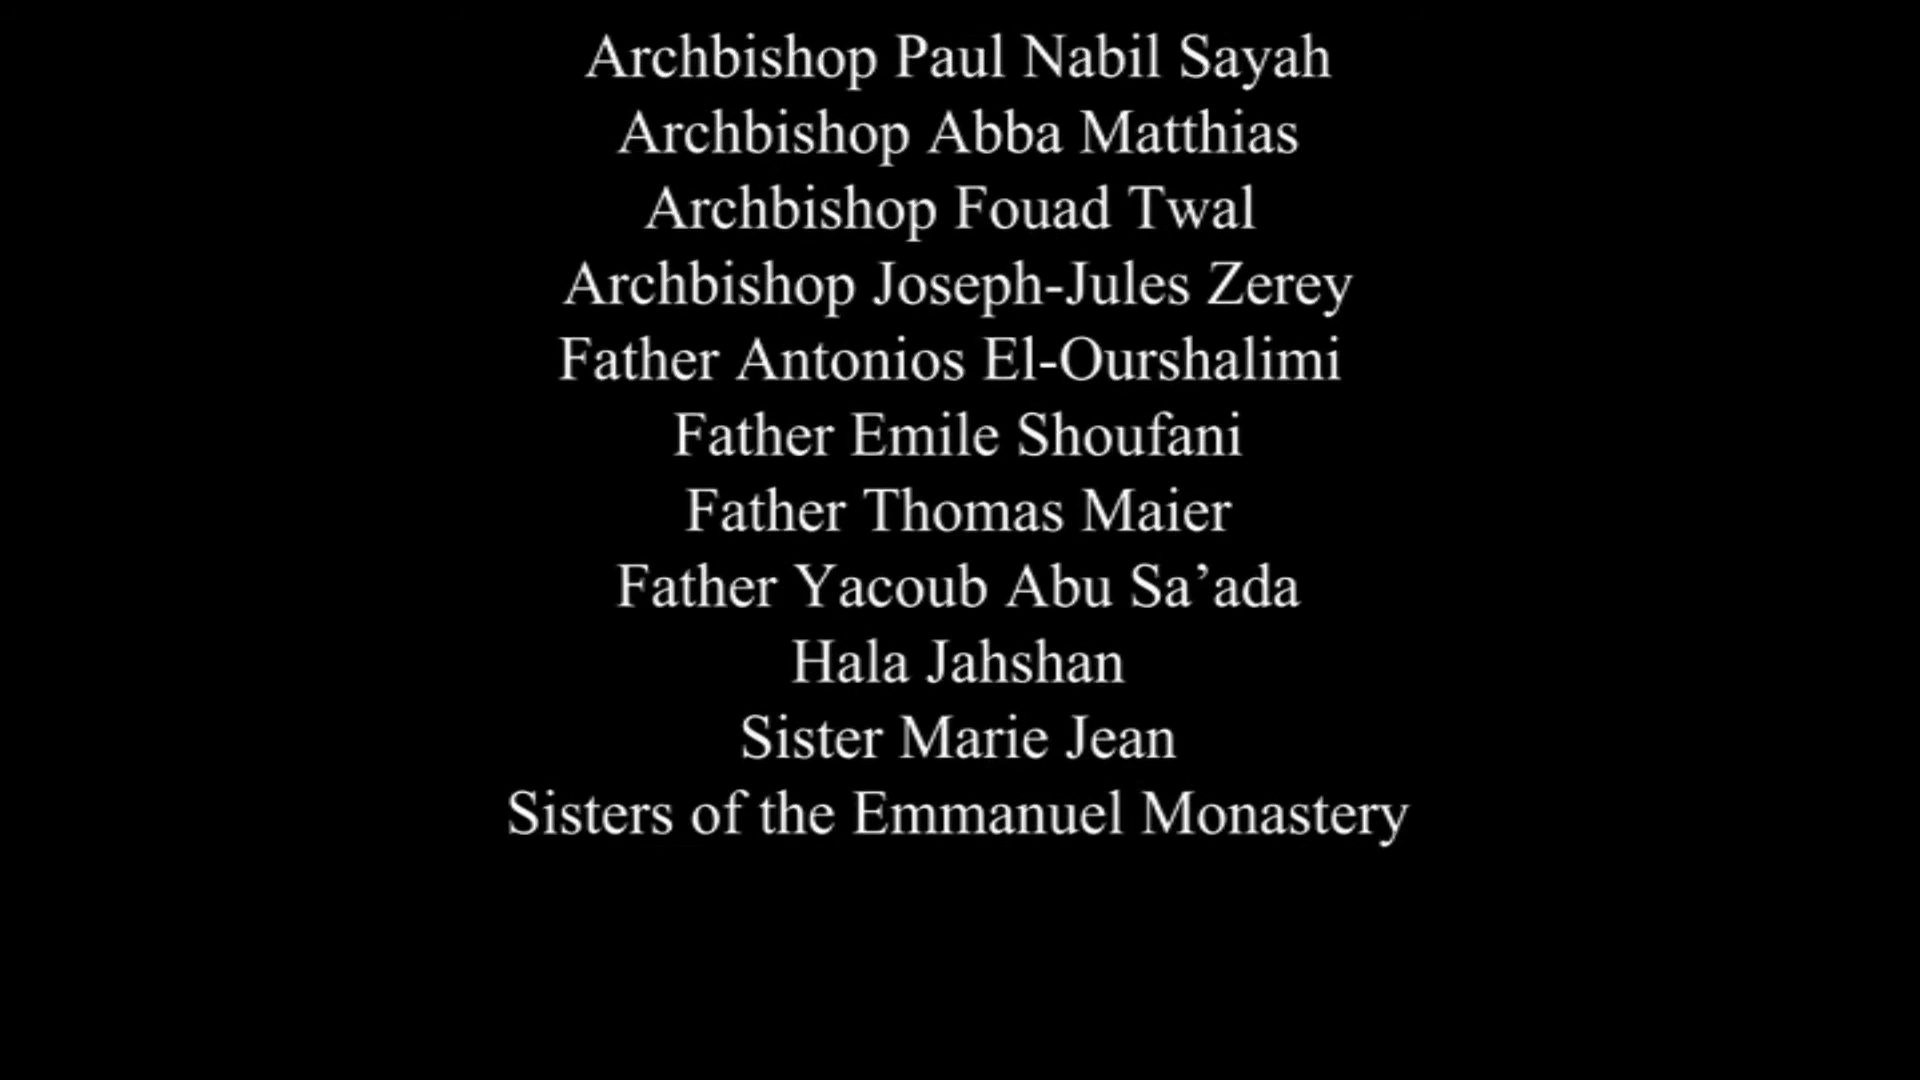 Archbishop Paul Nabil Sayah
Archbishop Abba Matthias
Archbishop Fouad Twal
Archbishop Joseph-Jules Zerey
Father Antonios El-Ourshalimi
Father Emile Shoufani
Father Thomas Maier
Father Yacoub Abu Sa’ada
Hala Jahshan
Sister Marie Jean
Sisters of the Emmanuel Monastery